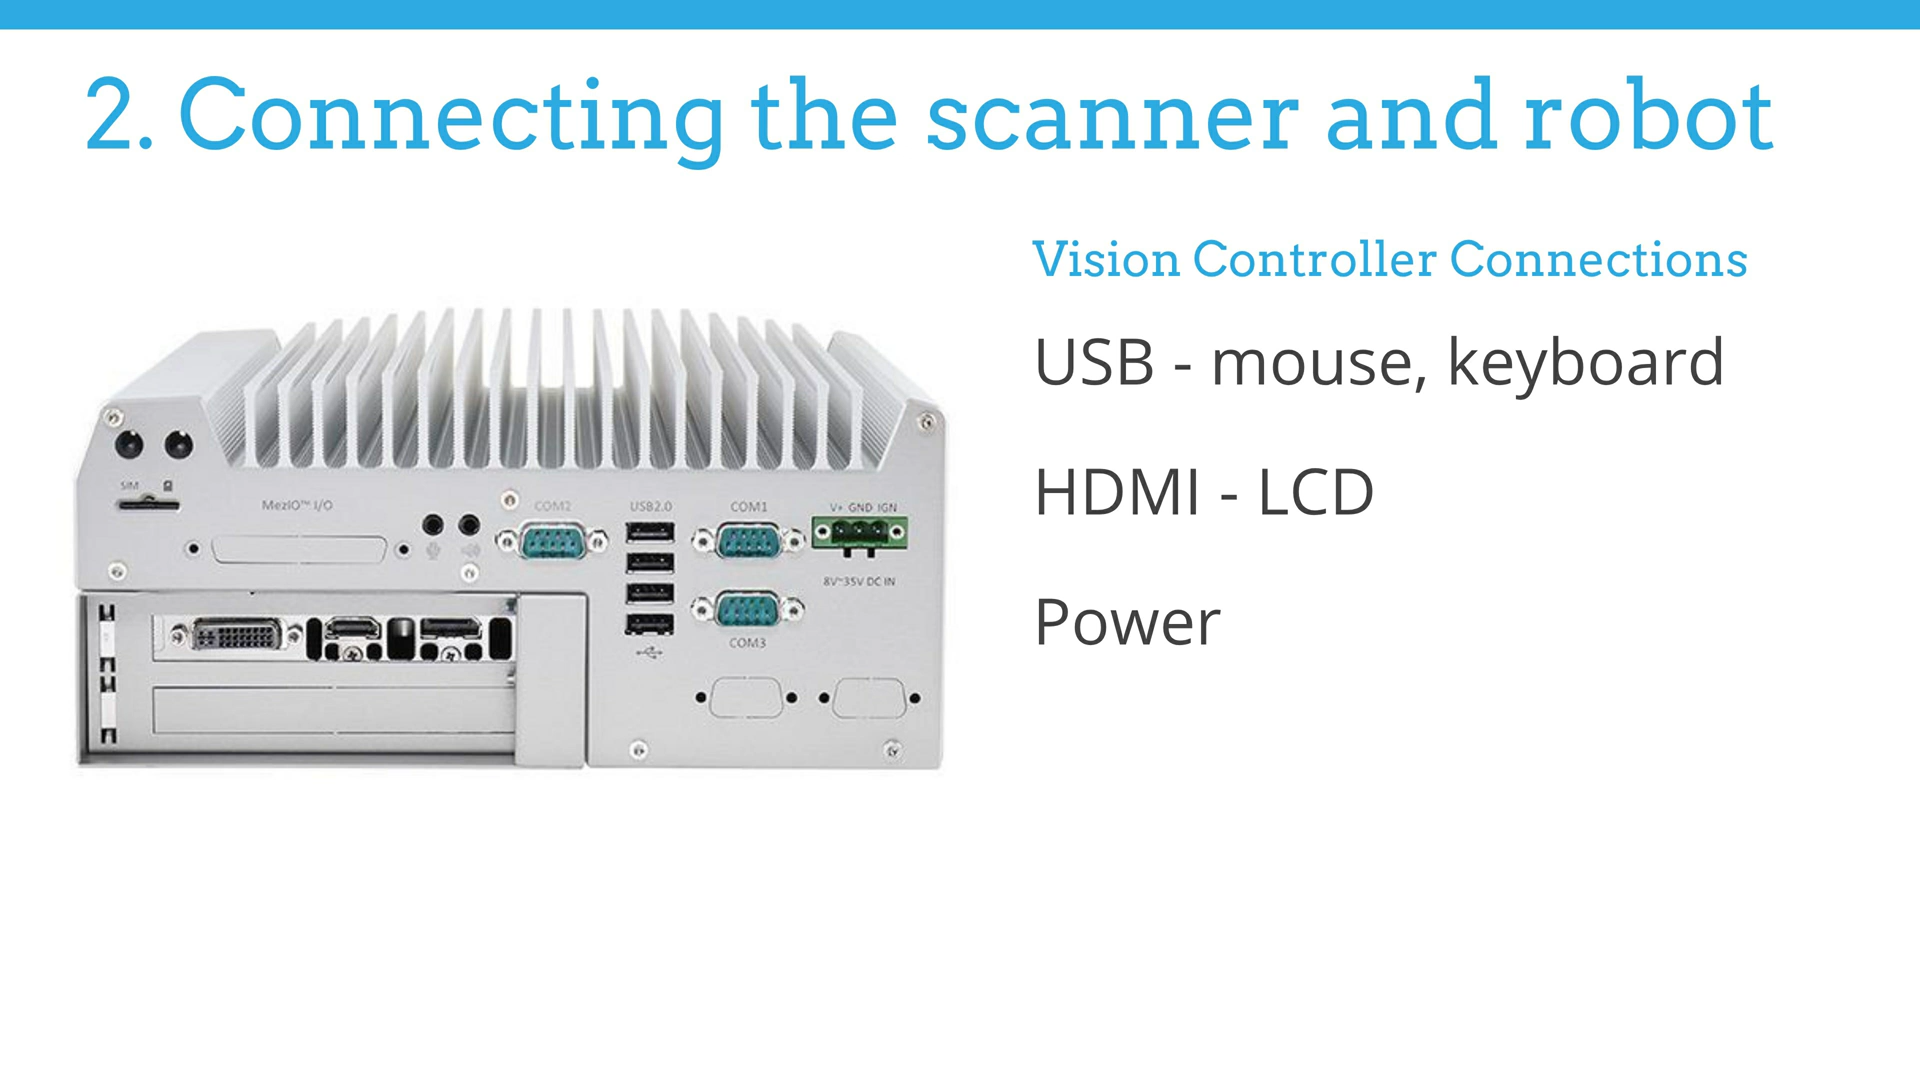 2. Connecting the scanner and robot
Vision Controller Connections
USB - mouse, keyboard
HDMI - LCD
Power
SIM
MezIO™ I/O
COM2
USB2.0
COM1
V+ GND IGN
8V~35V DC IN
COM3